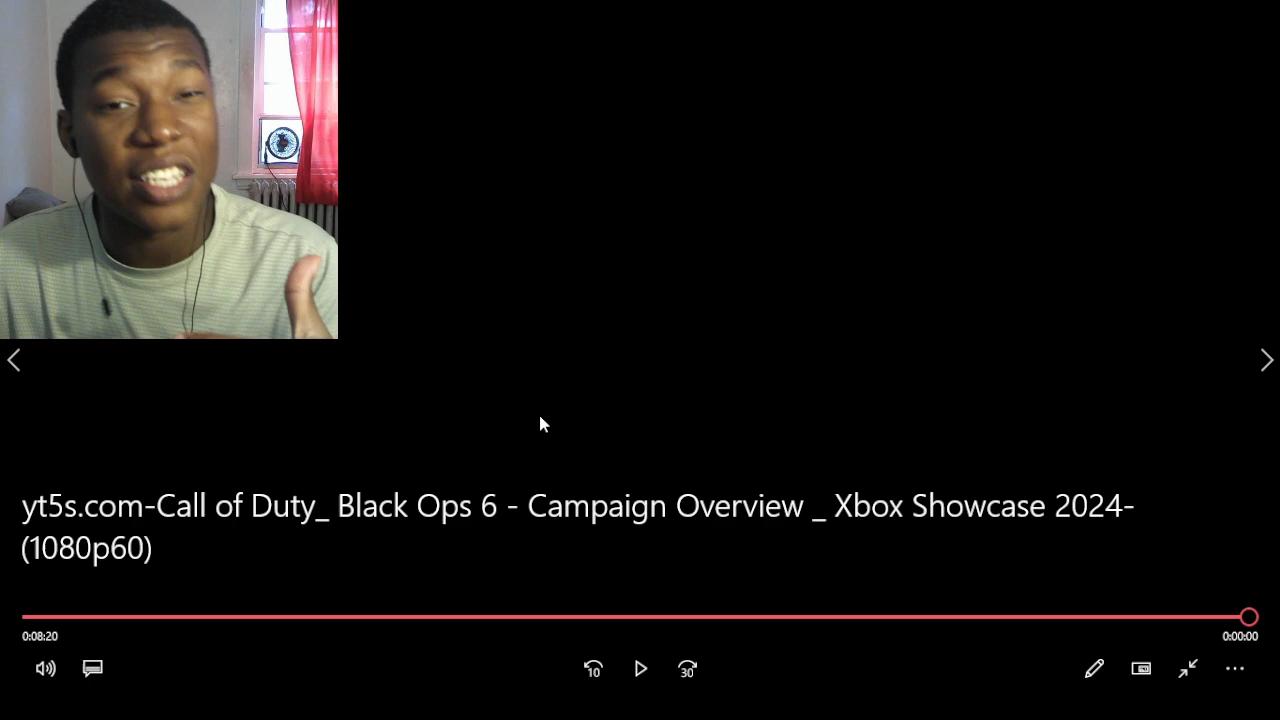 yt5s.com-Call of Duty_ Black Ops 6 - Campaign Overview _ Xbox Showcase 2024-
(1080p60)
0:08:20
0:00:00
10
30